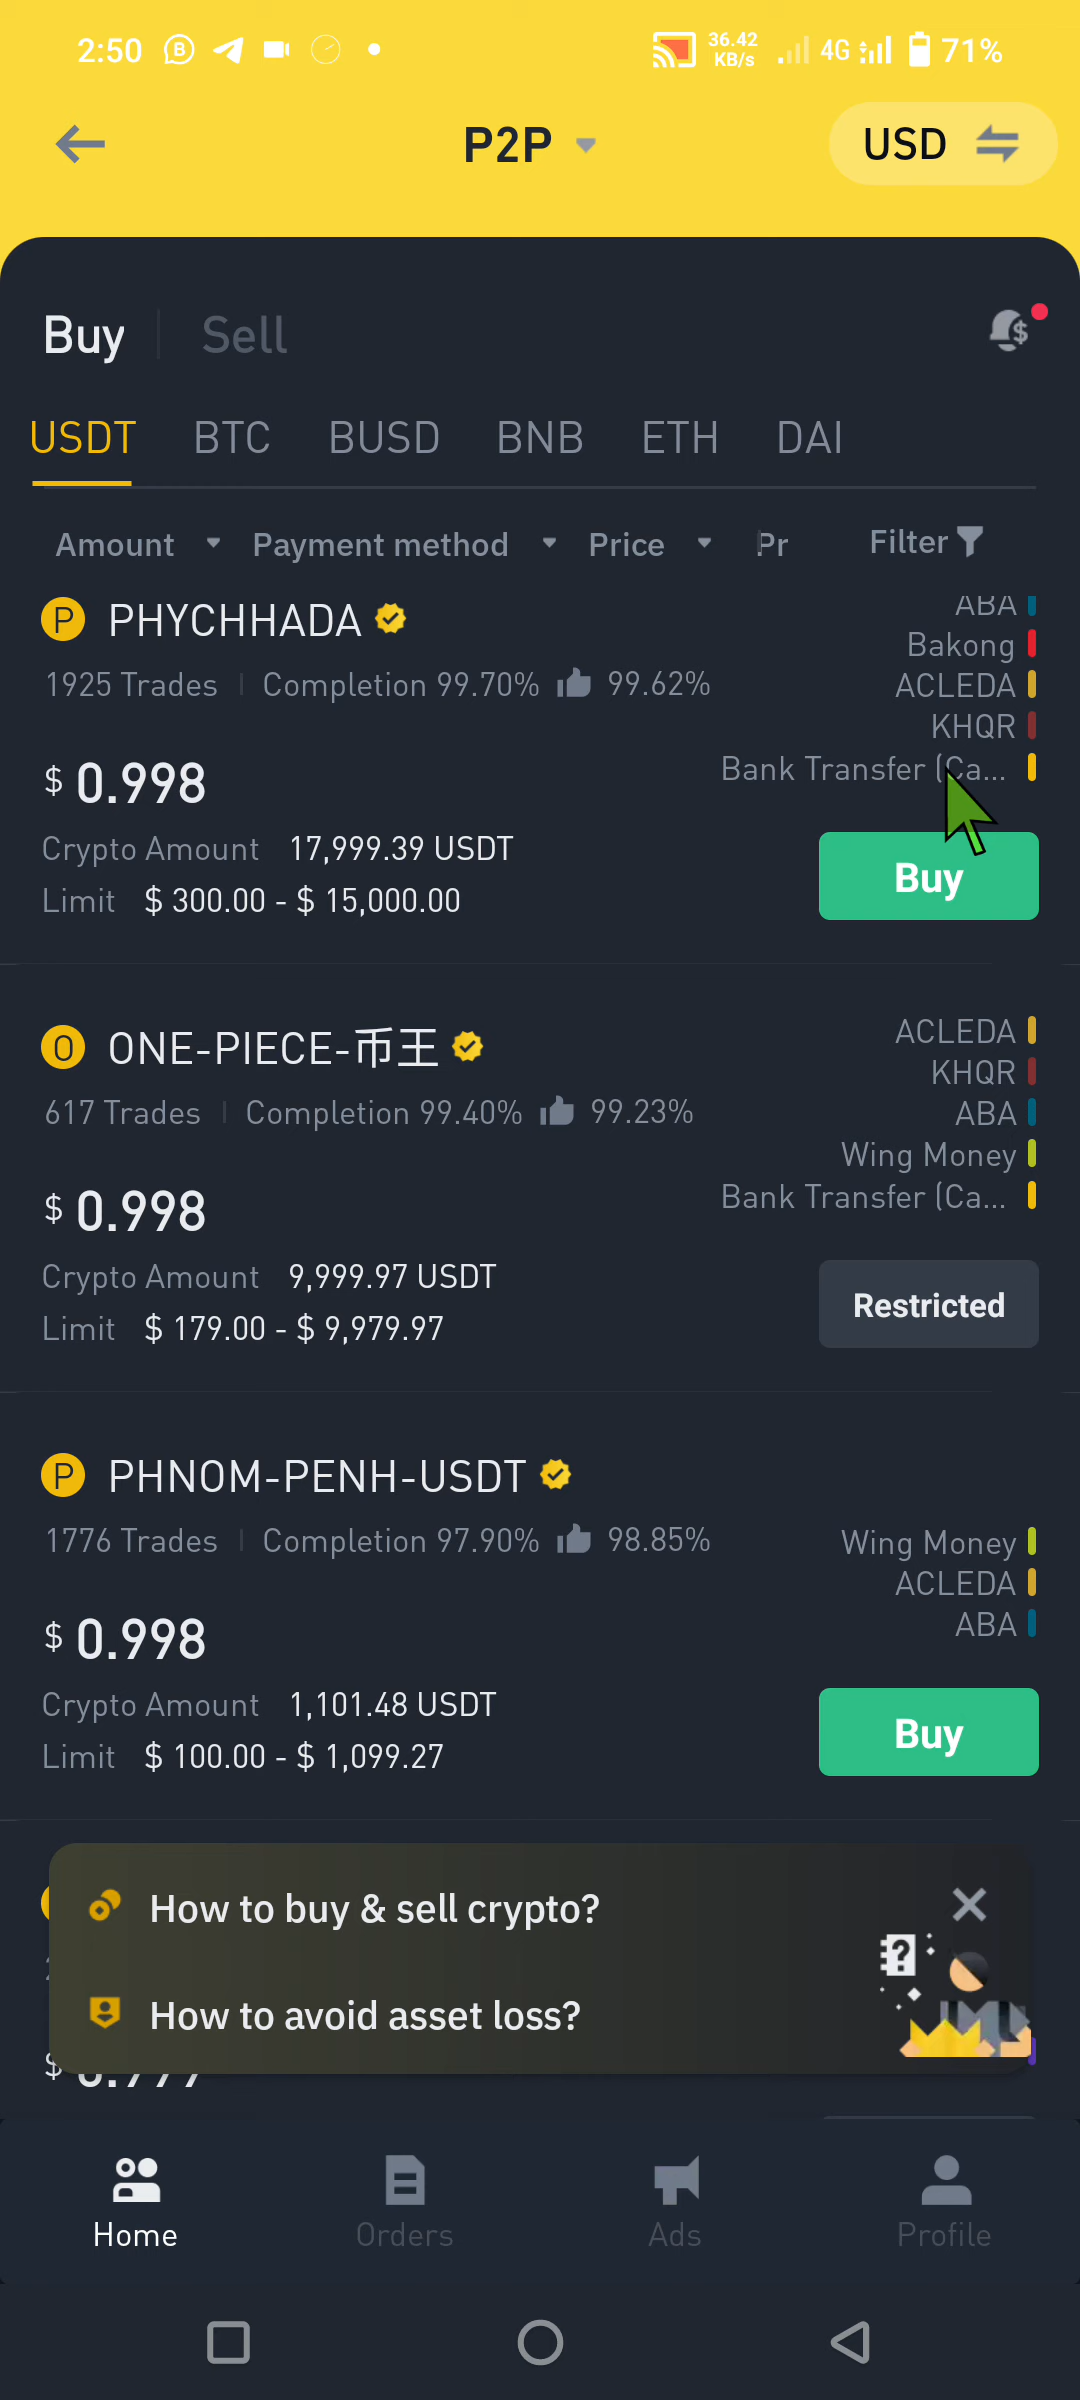 2:50
36.42
KB/s
4G
71%
P2P
USD
Buy
Sell
USDT BTC BUSD BNB ETH DAI
Amount
Payment method
Price
Pr
Filter
P
PHYCHHADA
ABA
Bakong
1925 Trades
Completion 99.70%
99.62%
ACLEDA
KHQR
Bank Transfer (Ca...
$ 0.998
Crypto Amount 17,999.39 USDT
Limit $ 300.00 - $ 15,000.00
Buy
O
ONE-PIECE-币王
ACLEDA
KHQR
617 Trades
Completion 99.40%
99.23%
ABA
Wing Money
Bank Transfer (Ca...
$ 0.998
Crypto Amount 9,999.97 USDT
Limit $ 179.00 - $ 9,979.97
Restricted
P
PHNOM-PENH-USDT
1776 Trades
Completion 97.90%
98.85%
Wing Money
ACLEDA
ABA
$ 0.998
Crypto Amount 1,101.48 USDT
Limit $ 100.00 - $ 1,099.27
Buy
How to buy & sell crypto?
How to avoid asset loss?
$
Home
Orders
Ads
Profile